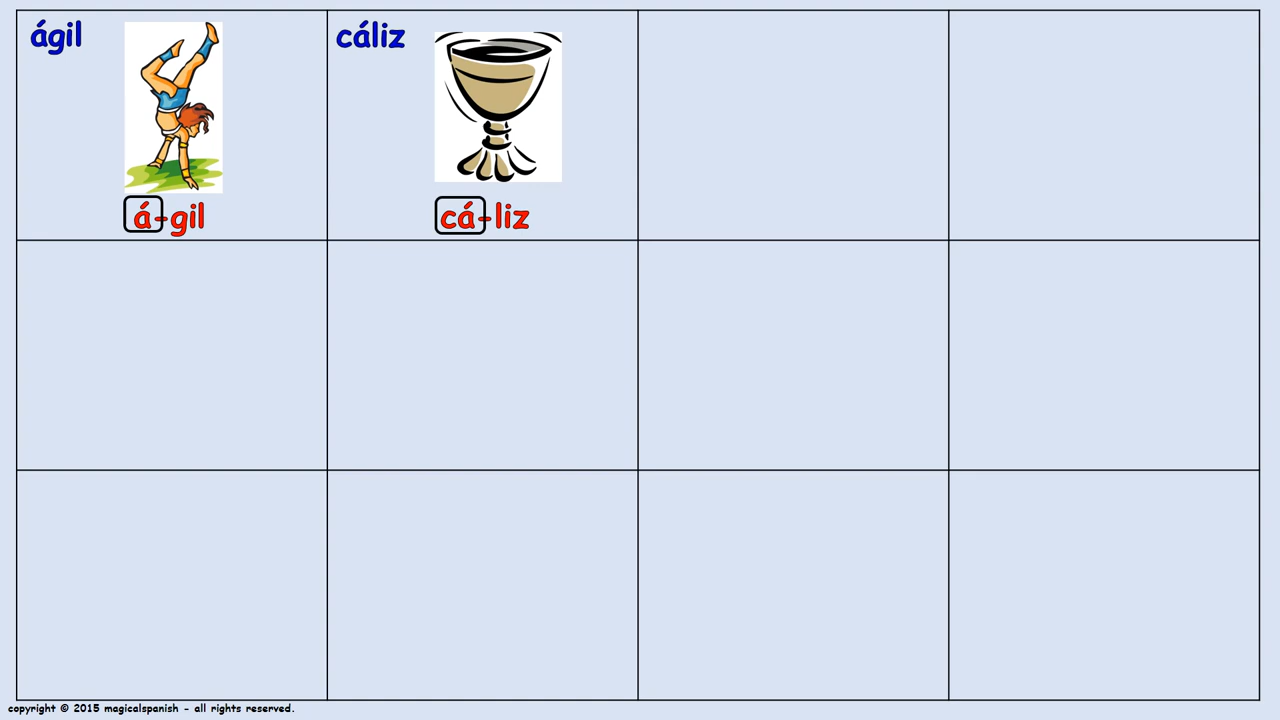 ágil
cáliz
á-gil
cá-liz
copyright © 2015 magicalspanish - all rights reserved.